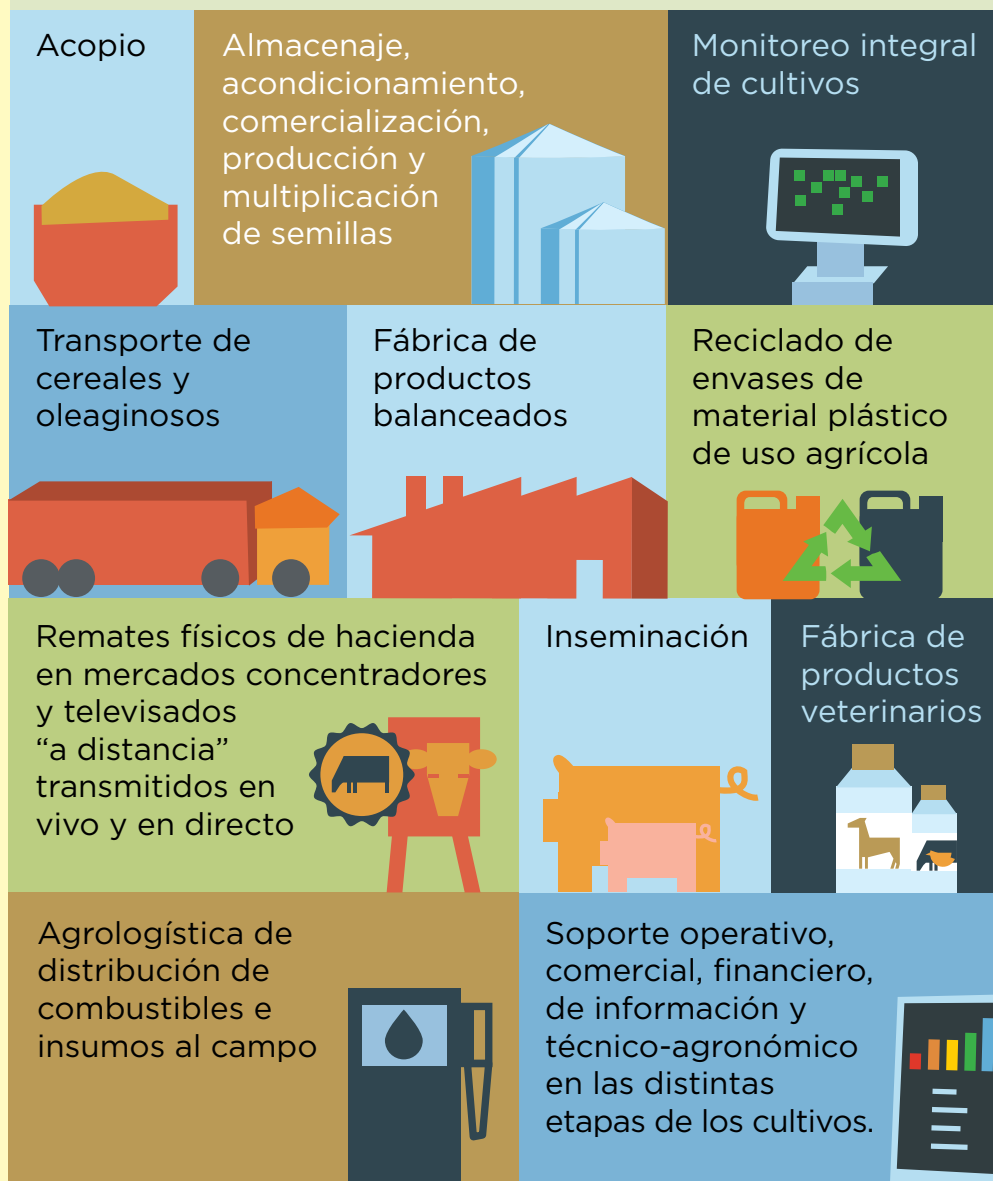 Acopio
Almacenaje,
acondicionamiento,
comercialización,
producción y
multiplicación
de semillas
Monitoreo integral
de cultivos
Transporte de
cereales y
oleaginosos
Fábrica de
productos
balanceados
Reciclado de
envases de
material plástico
de uso agrícola
Remates físicos de hacienda
en mercados concentradores
y televisados
“a distancia”
transmitidos en
vivo y en directo
Inseminación
Fábrica de
productos
veterinarios
Agrologística de
distribución de
combustibles e
insumos al campo
Soporte operativo,
comercial, financiero,
de información y
técnico-agronómico
en las distintas
etapas de los cultivos.